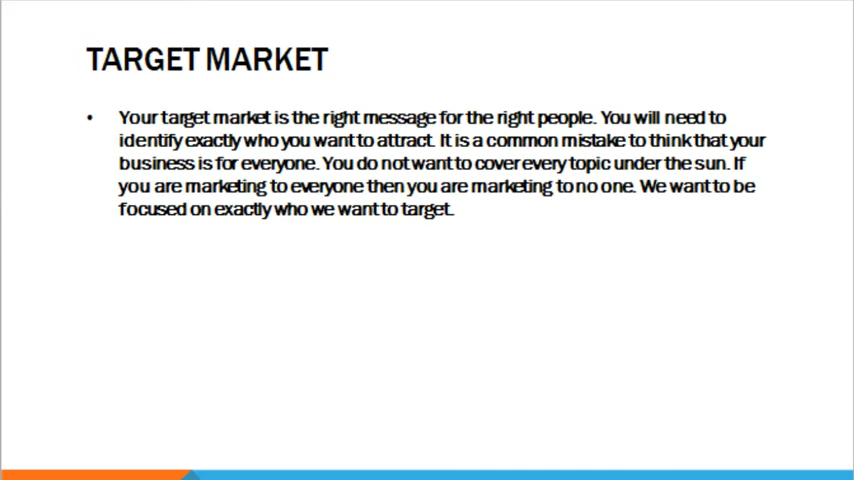 TARGET MARKET
• Your target market is the right message for the right people. You will need to
identify exactly who you want to attract. It is a common mistake to think that your
business is for everyone. You do not want to cover every topic under the sun. If
you are marketing to everyone then you are marketing to no one. We want to be
focused on exactly who we want to target.